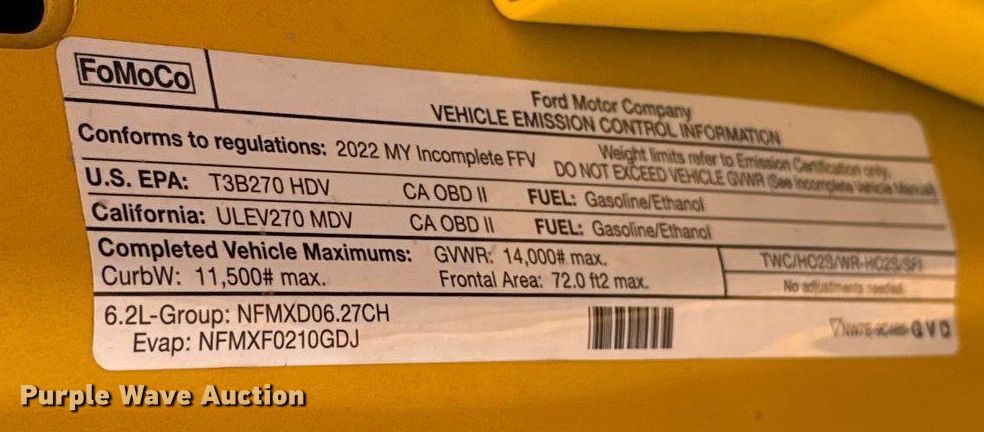 FoMoCo
Ford Motor Company
VEHICLE EMISSION CONTROL INFORMATION
Conforms to regulations: 2022 MY Incomplete FFV
Weight limits refer to Emission Certification only.
DO NOT EXCEED VEHICLE GVWR (See Incomplete Vehicle Manual)
U.S. EPA: T3B270 HDV CA OBD II FUEL: Gasoline/Ethanol
California: ULEV270 MDV CA OBD II FUEL: Gasoline/Ethanol
Completed Vehicle Maximums: GVWR: 14,000# max.
CurbW: 11,500# max. Frontal Area: 72.0 ft2 max.
TWC/HO2S/WR-HO2S/SFI
No adjustments needed.
6.2L-Group: NFMXD06.27CH
Evap: NFMXF0210GDJ
GVD
Purple Wave Auction